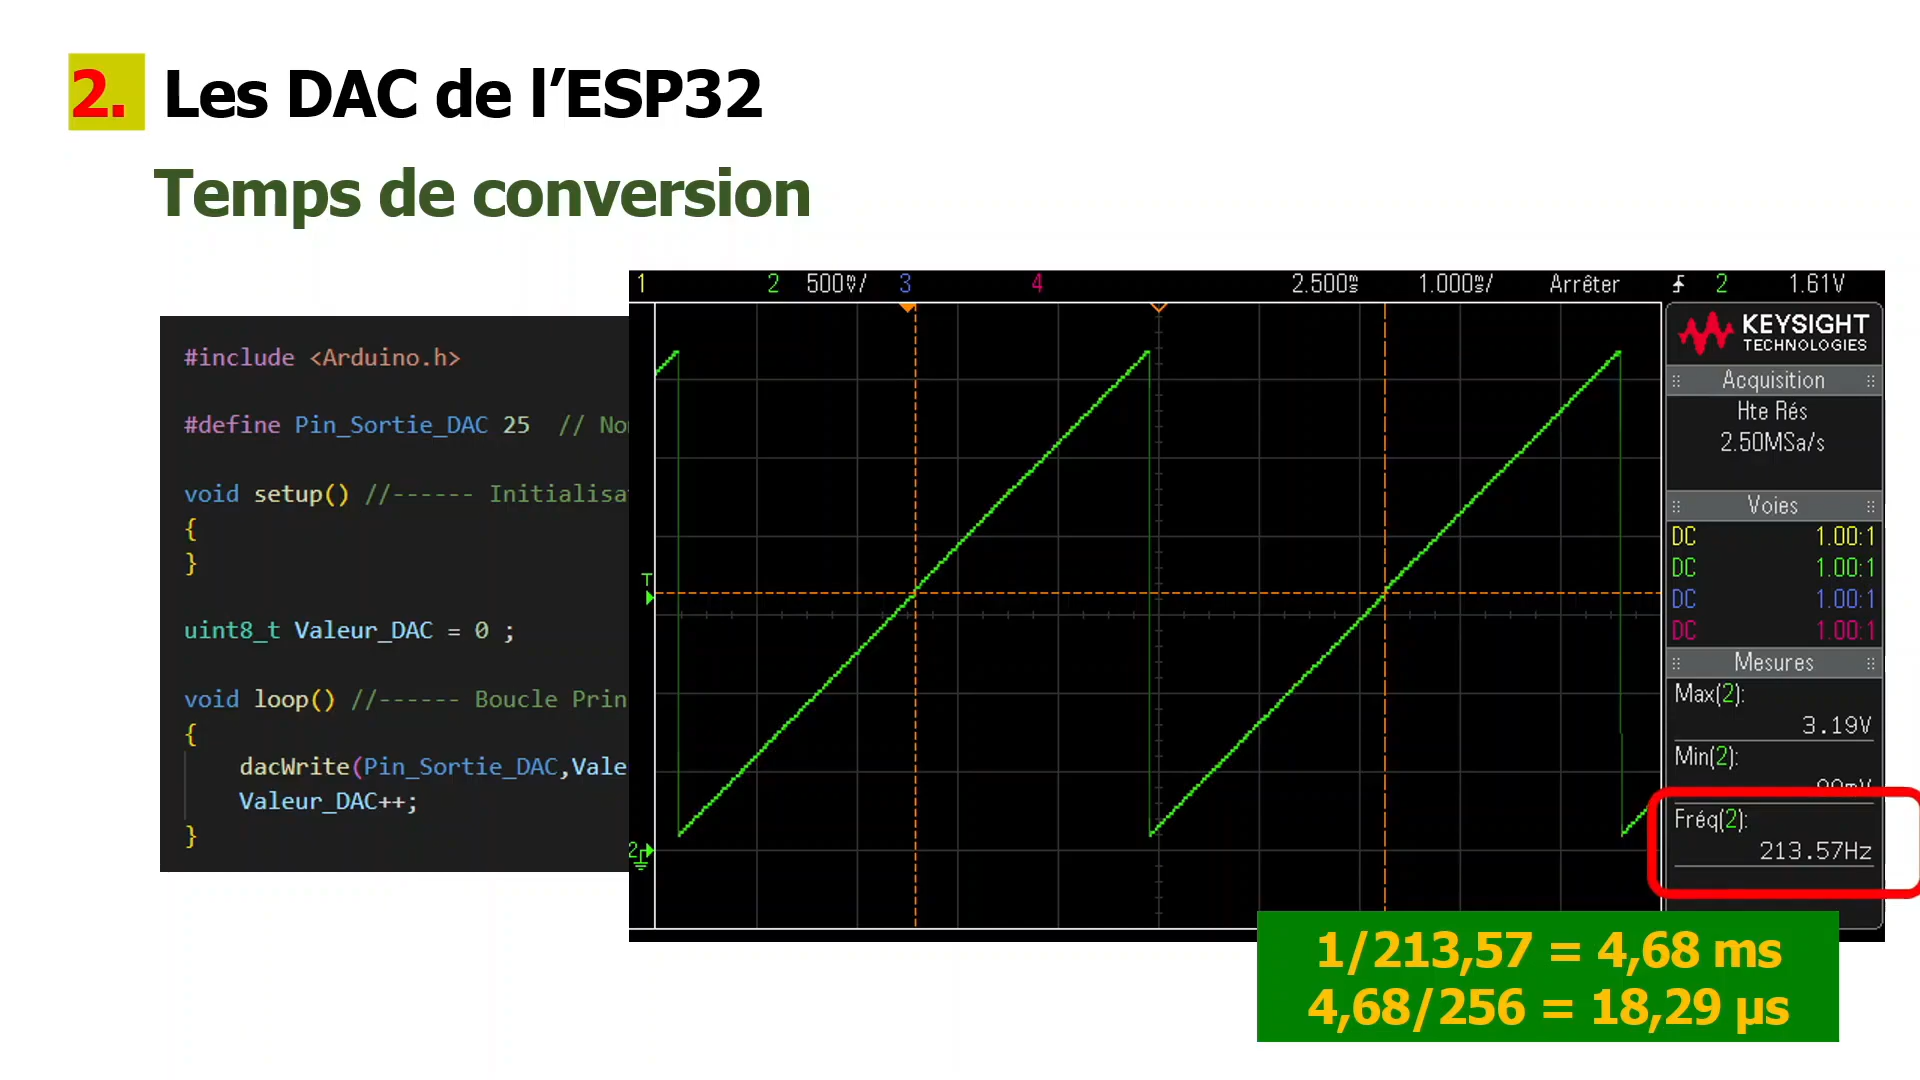 2. Les DAC de l’ESP32
Temps de conversion
#include <Arduino.h>
#define Pin_Sortie_DAC 25 // No
void setup() //------ Initialisa
{
}
uint8_t Valeur_DAC = 0 ;
void loop() //------ Boucle Prin
{
dacWrite(Pin_Sortie_DAC,Vale
Valeur_DAC++;
}
1 2 500mV/ 3 4 2.500ms 1.000ms/ Arrêter 2 1.61V
T
2
KEYSIGHT
TECHNOLOGIES
Acquisition
Hte Rés
2.50MSa/s
Voies
DC 1.00:1
DC 1.00:1
DC 1.00:1
DC 1.00:1
Mesures
Max(2):
3.19V
Min(2):
Fréq(2):
213.57Hz
1/213,57 = 4,68 ms
4,68/256 = 18,29 µs